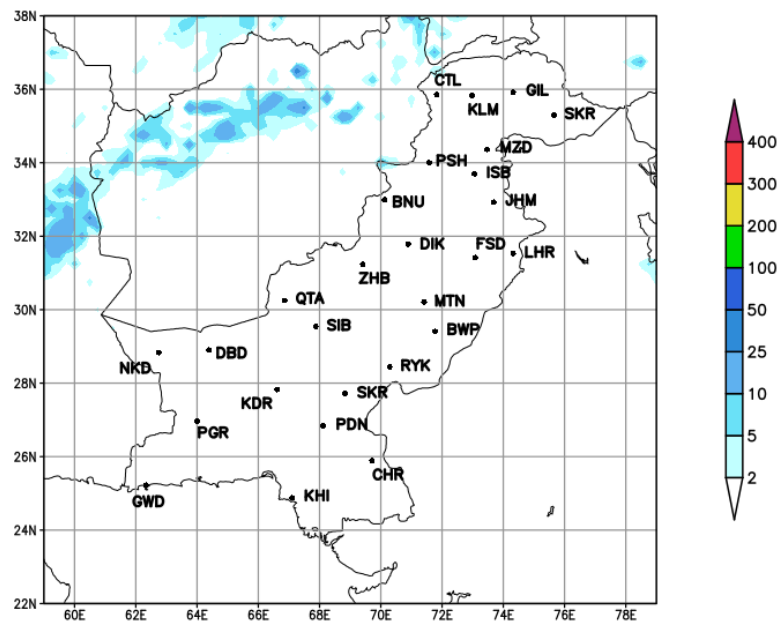 38N
36N
34N
32N
30N
28N
26N
24N
22N
60E 62E 64E 66E 68E 70E 72E 74E 76E 78E
CTL
KLM
GIL
SKR
MZD
PSH
ISB
BNU
JHM
DIK
FSD
LHR
ZHB
QTA
MTN
SIB
BWP
NKD
DBD
RYK
KDR
SKR
PGR
PDN
CHR
GWD
KHI
400
300
200
100
50
25
10
5
2